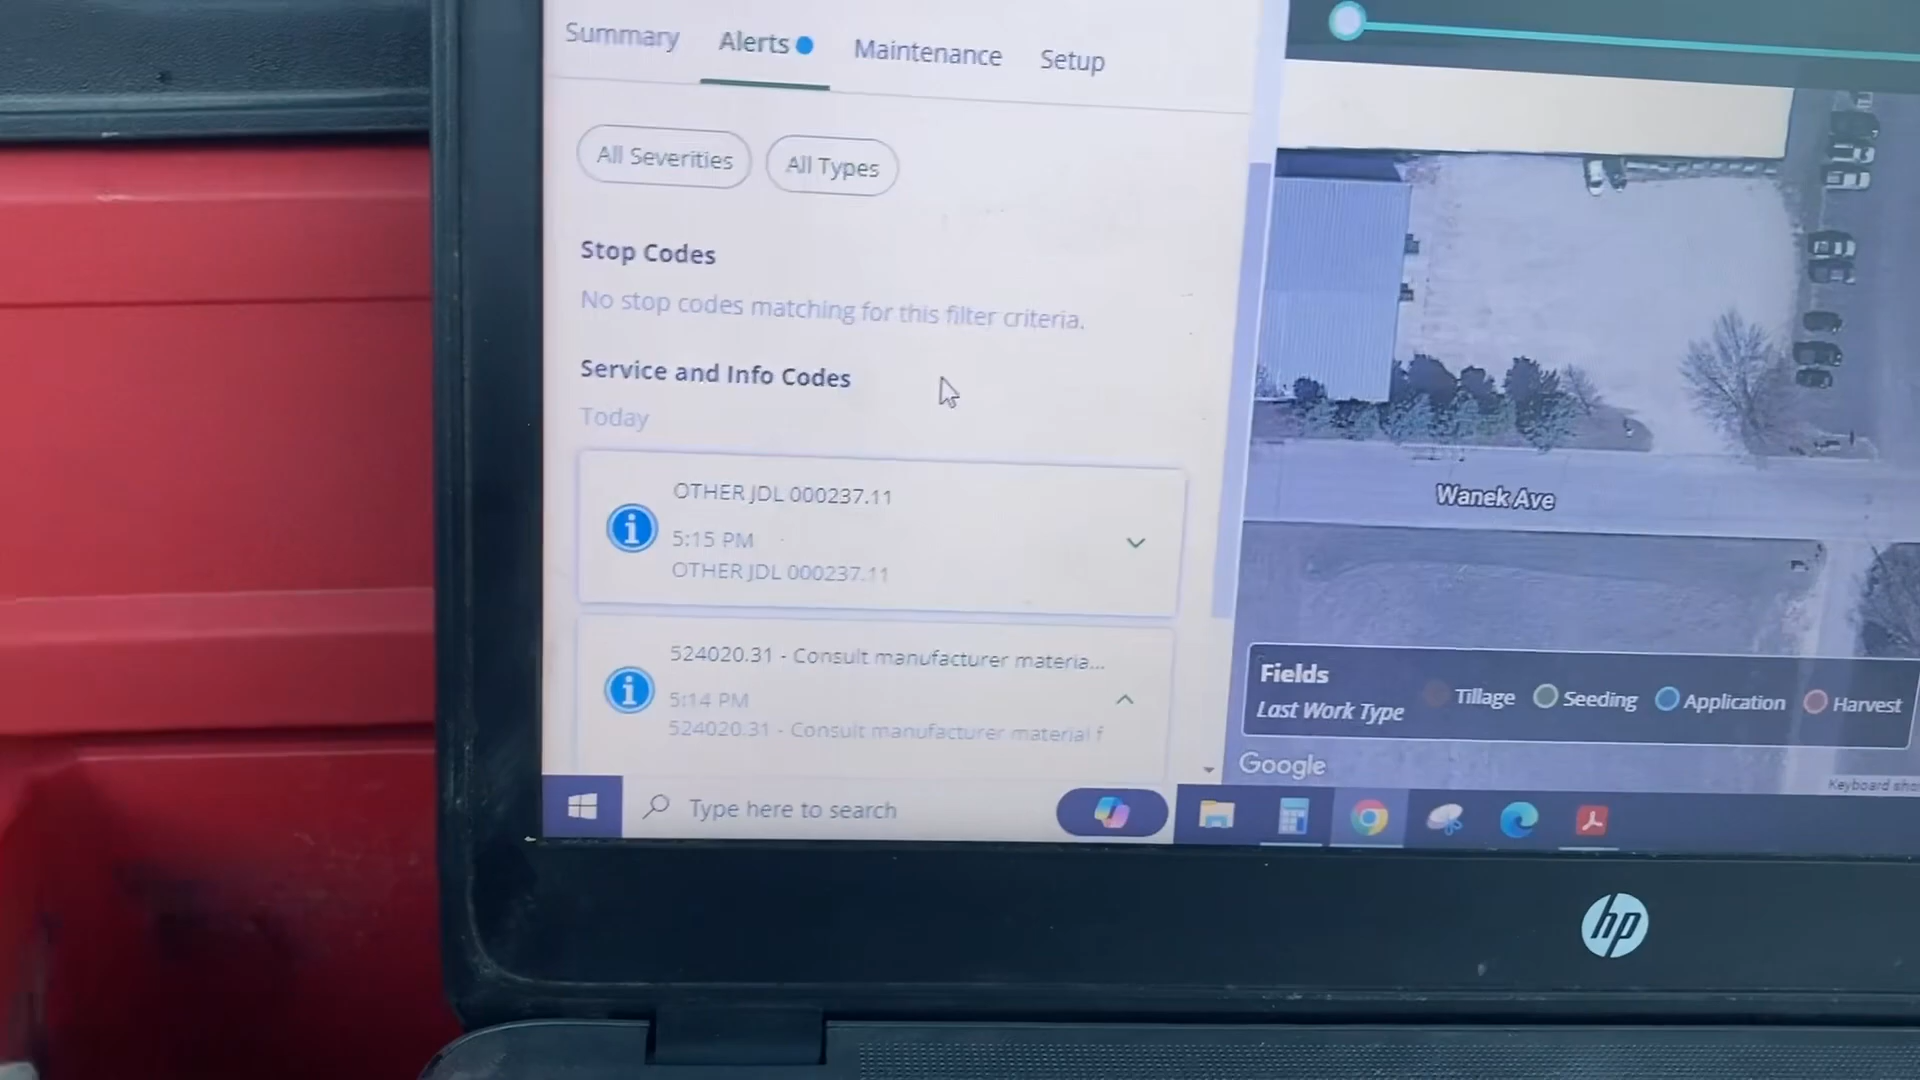 Summary
Alerts
Maintenance
Setup
All Severities
All Types
Stop Codes
No stop codes matching for this filter criteria.
Service and Info Codes
Today
OTHER JDL 000237.11
5:15 PM
OTHER JDL 000237.11
524020.31 - Consult manufacturer materia...
5:14 PM
524020.31 - Consult manufacturer material f
Type here to search
Wanek Ave
Fields
Last Work Type
Tillage
Seeding
Application
Harvest
Google
Keyboard sho
hp